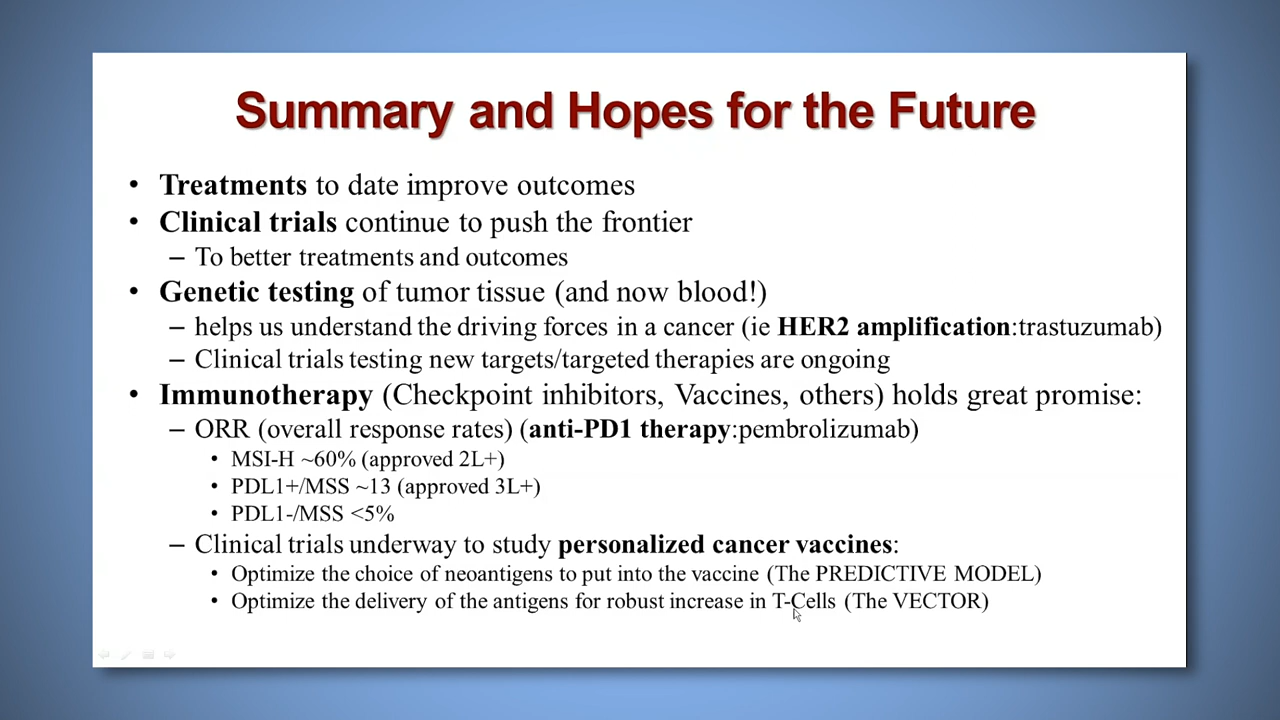 Summary and Hopes for the Future
• Treatments to date improve outcomes
• Clinical trials continue to push the frontier
– To better treatments and outcomes
• Genetic testing of tumor tissue (and now blood!)
– helps us understand the driving forces in a cancer (ie HER2 amplification:trastuzumab)
– Clinical trials testing new targets/targeted therapies are ongoing
• Immunotherapy (Checkpoint inhibitors, Vaccines, others) holds great promise:
– ORR (overall response rates) (anti-PD1 therapy:pembrolizumab)
• MSI-H ~60% (approved 2L+)
• PDL1+/MSS ~13 (approved 3L+)
• PDL1-/MSS <5%
– Clinical trials underway to study personalized cancer vaccines:
• Optimize the choice of neoantigens to put into the vaccine (The PREDICTIVE MODEL)
• Optimize the delivery of the antigens for robust increase in T-Cells (The VECTOR)